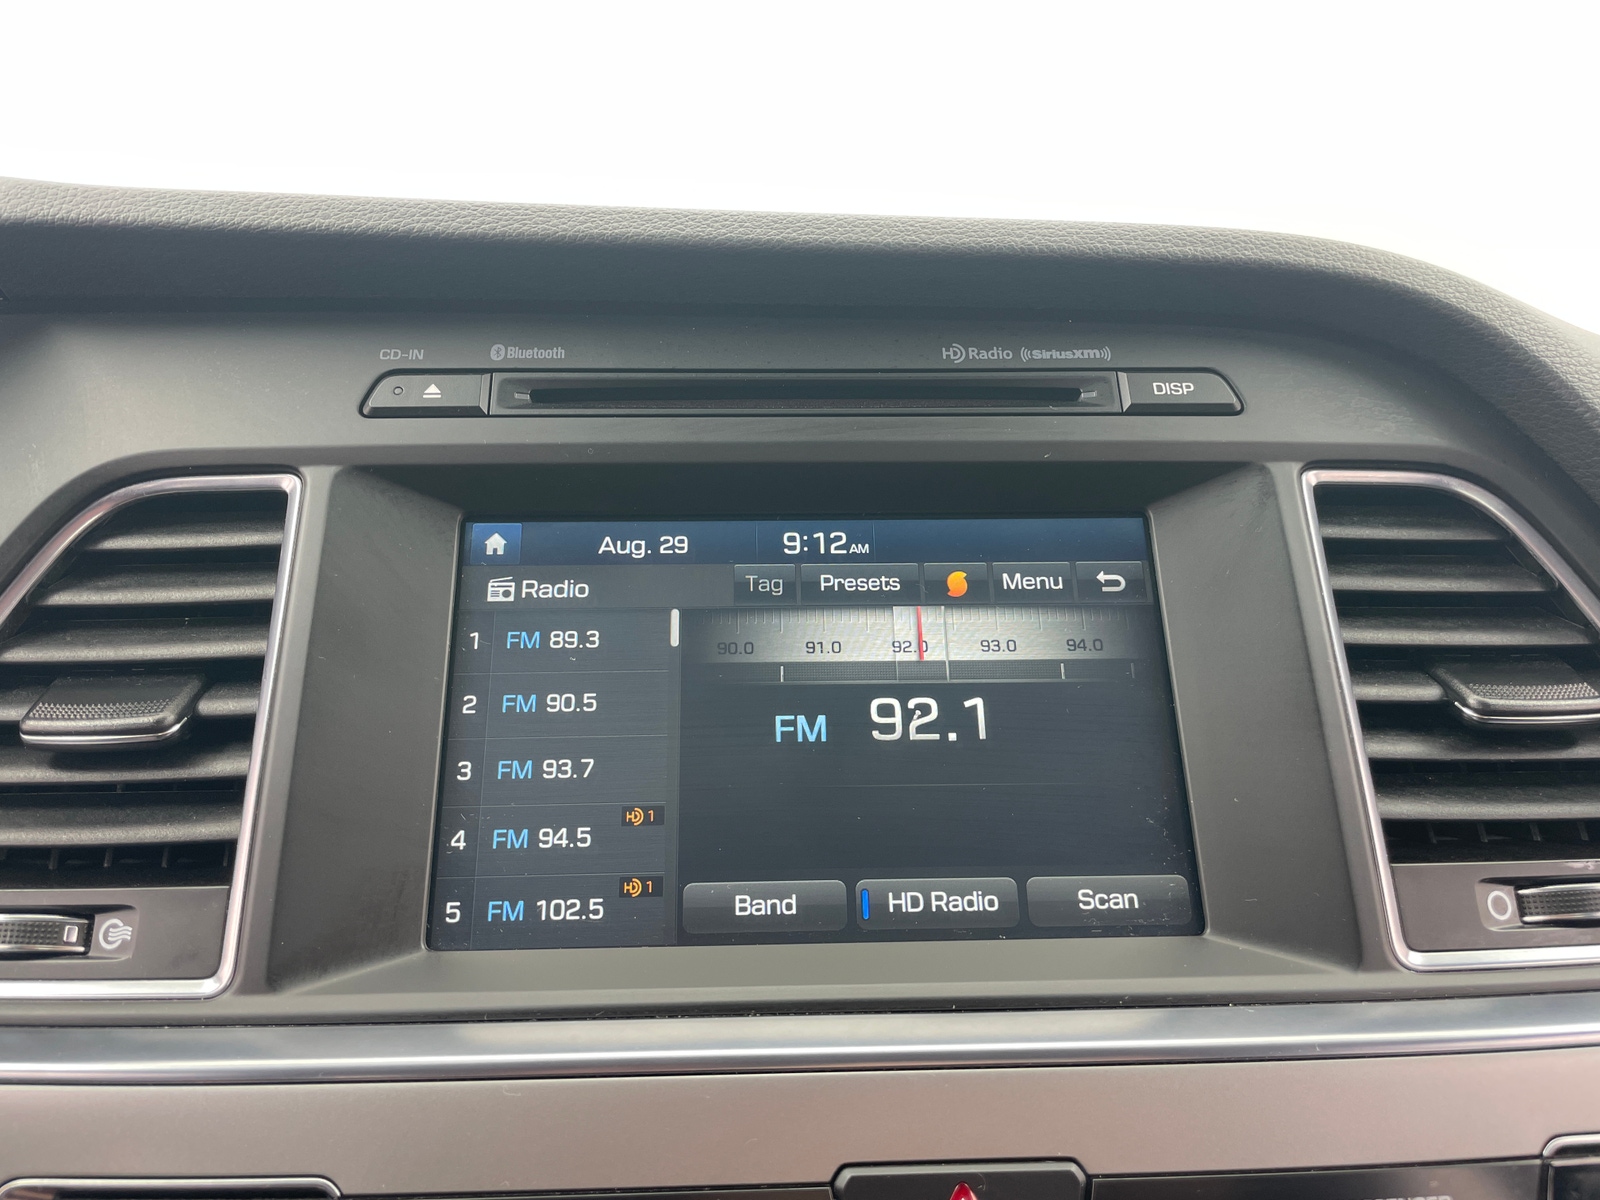 CD-IN Bluetooth HD Radio SiriusXM
DISP
Aug. 29 9:12 AM
Radio Tag Presets Menu
90.0 91.0 92.0 93.0 94.0
1 FM 89.3
2 FM 90.5
FM 92.1
3 FM 93.7
HD 1
4 FM 94.5
HD 1
5 FM 102.5
Band HD Radio Scan